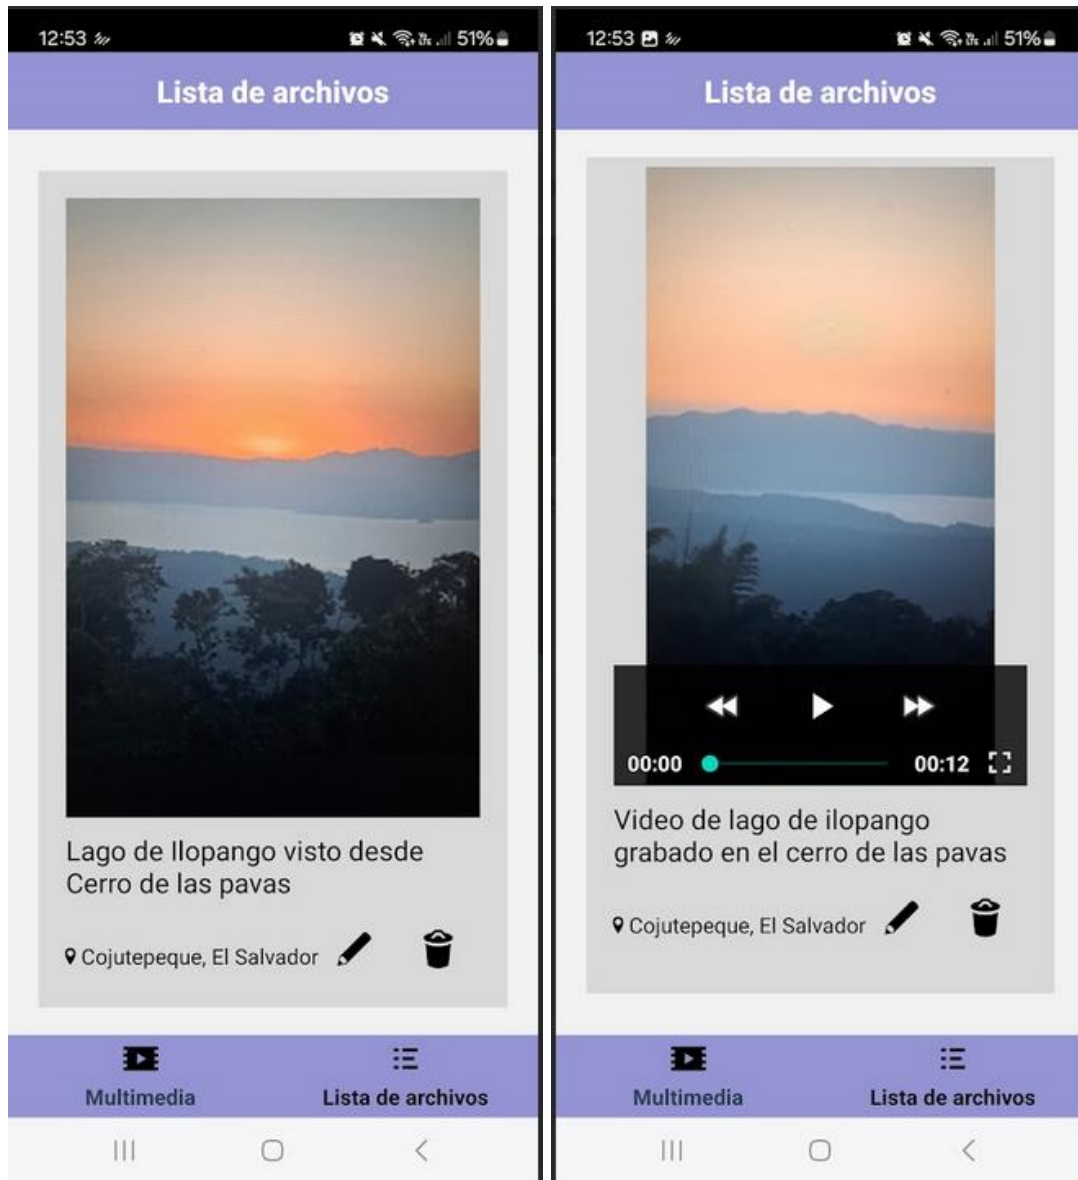 12:53
51%
Lista de archivos
Lago de Ilopango visto desde
Cerro de las pavas
Cojutepeque, El Salvador
Multimedia
Lista de archivos
12:53
51%
Lista de archivos
00:00
00:12
Video de lago de ilopango
grabado en el cerro de las pavas
Cojutepeque, El Salvador
Multimedia
Lista de archivos